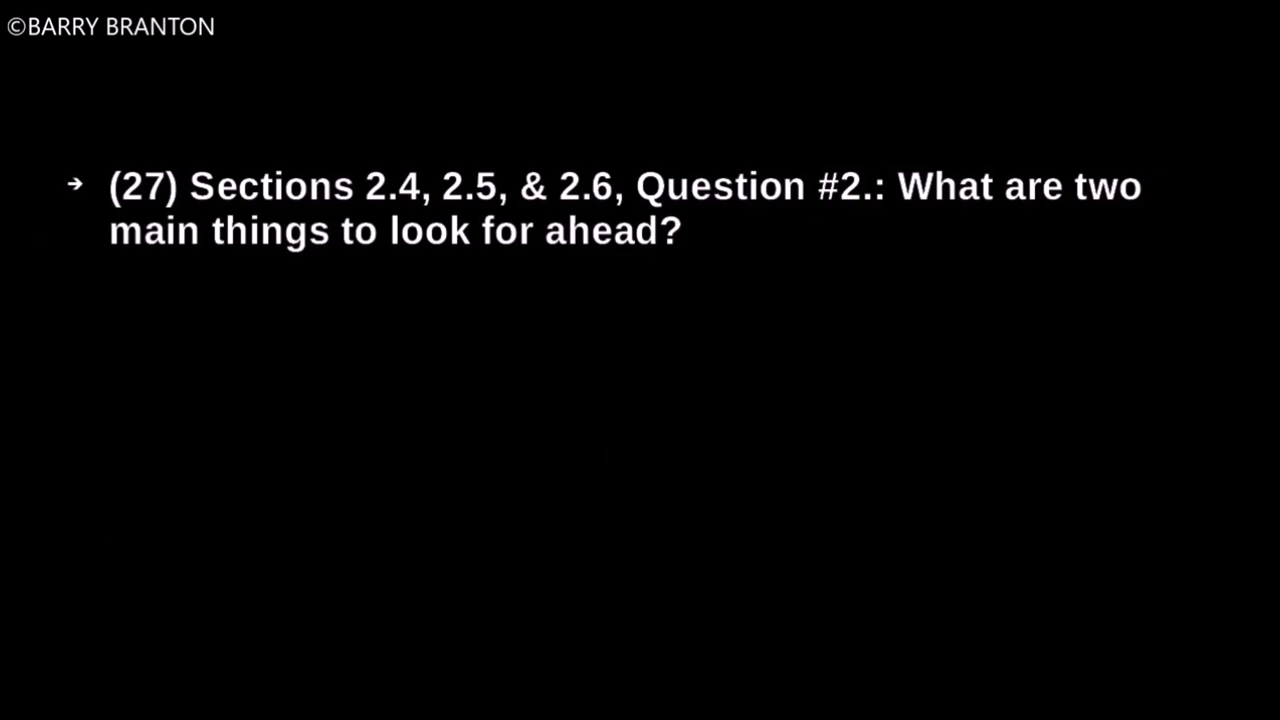 ©BARRY BRANTON
→ (27) Sections 2.4, 2.5, & 2.6, Question #2.: What are two
main things to look for ahead?